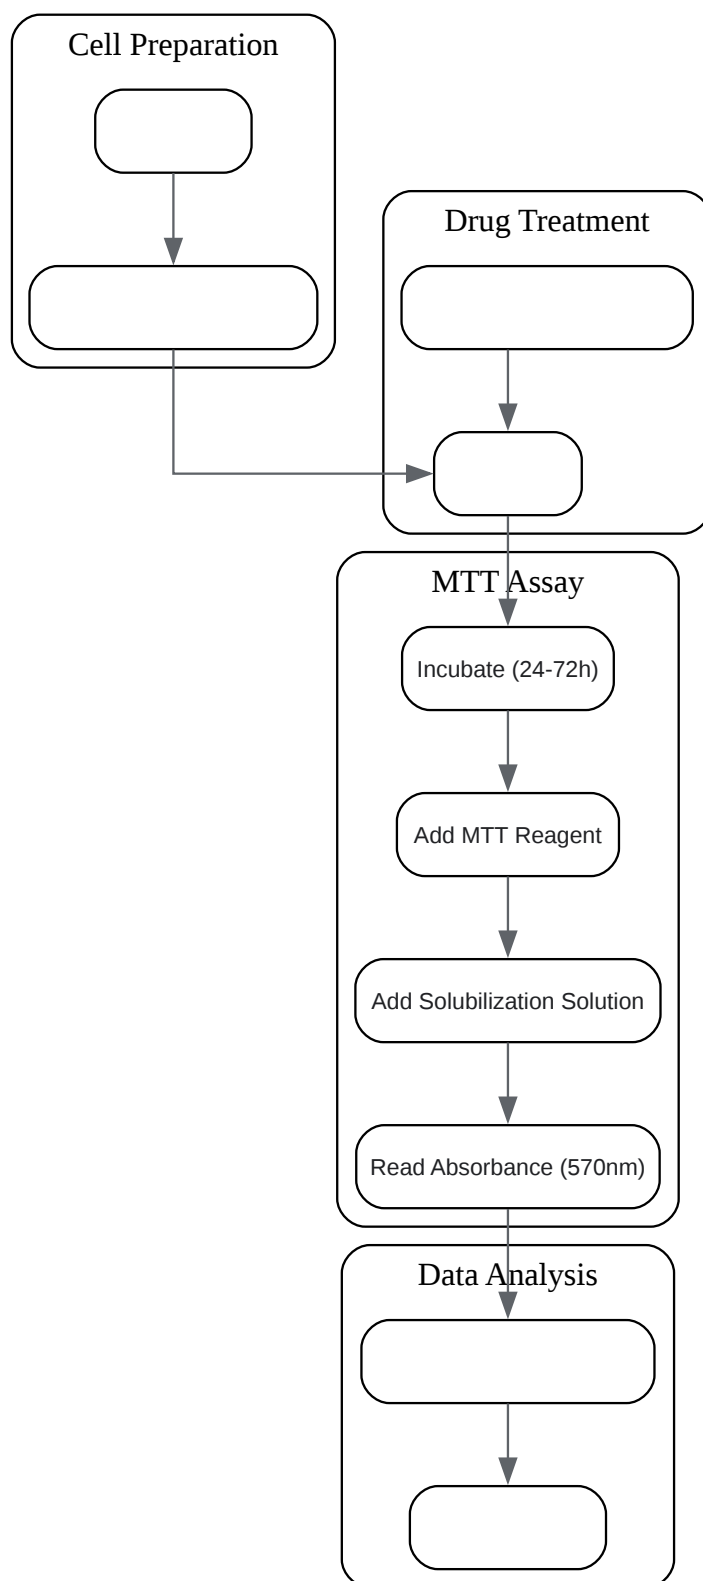 Cell Preparation
Drug Treatment
MTT Assay
Incubate (24-72h)
Add MTT Reagent
Add Solubilization Solution
Read Absorbance (570nm)
Data Analysis